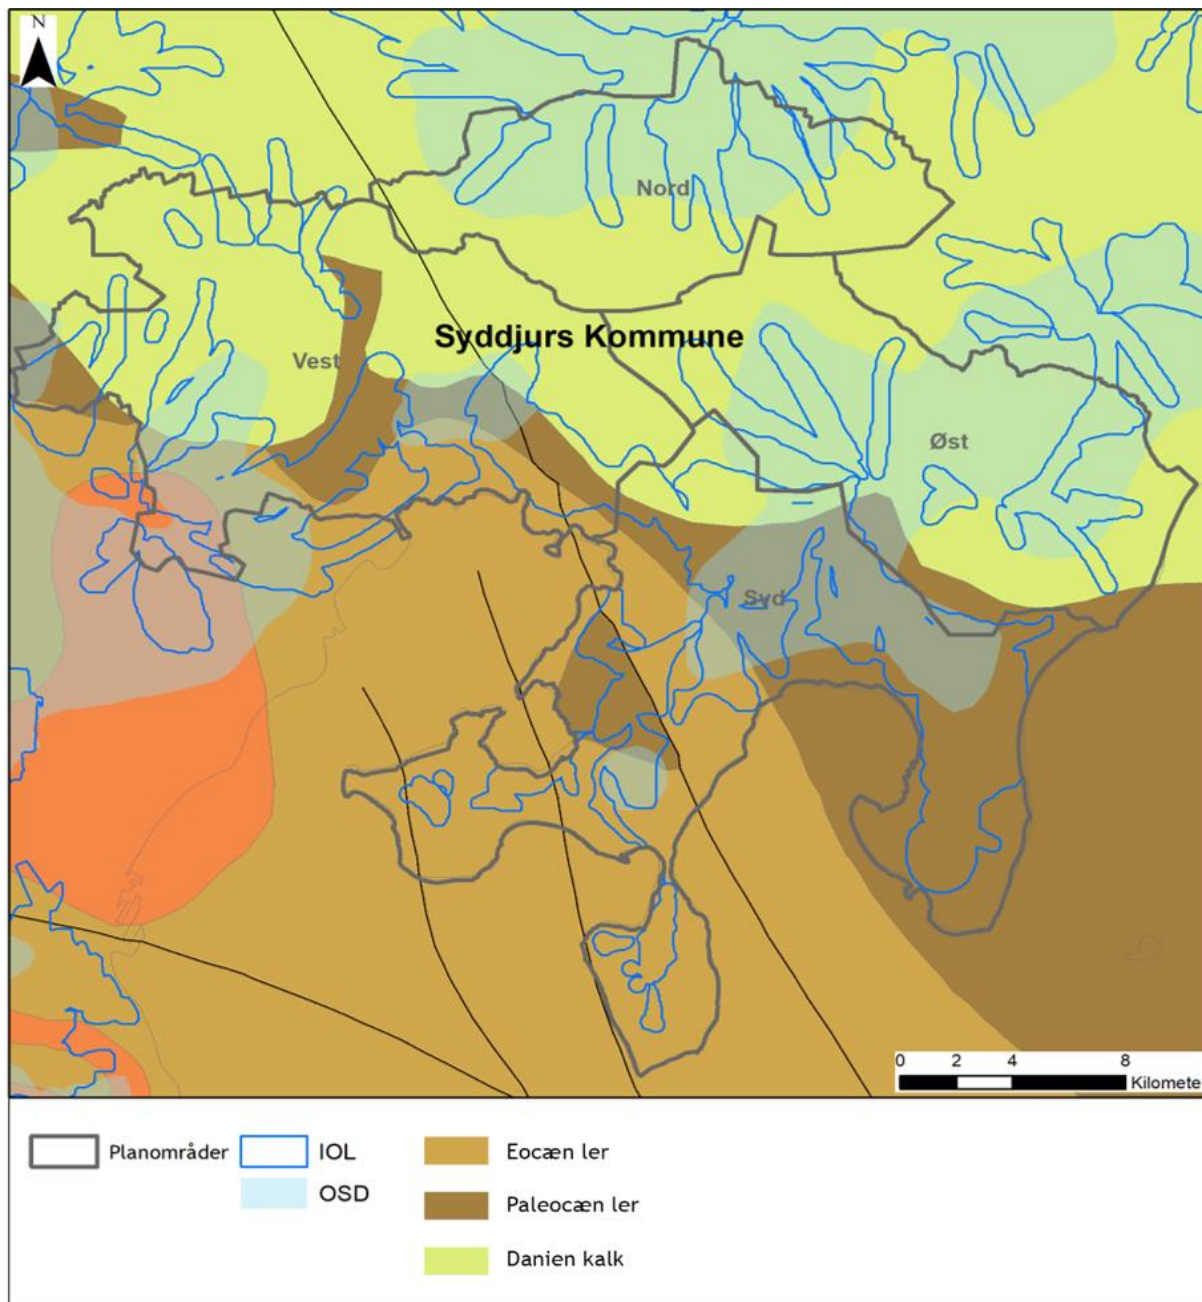 N
Nord
Syddjurs Kommune
Vest
Øst
Syd
0 2 4 8
Kilomete
Planområder
IOL
OSD
Eocæn ler
Paleocæn ler
Danien kalk